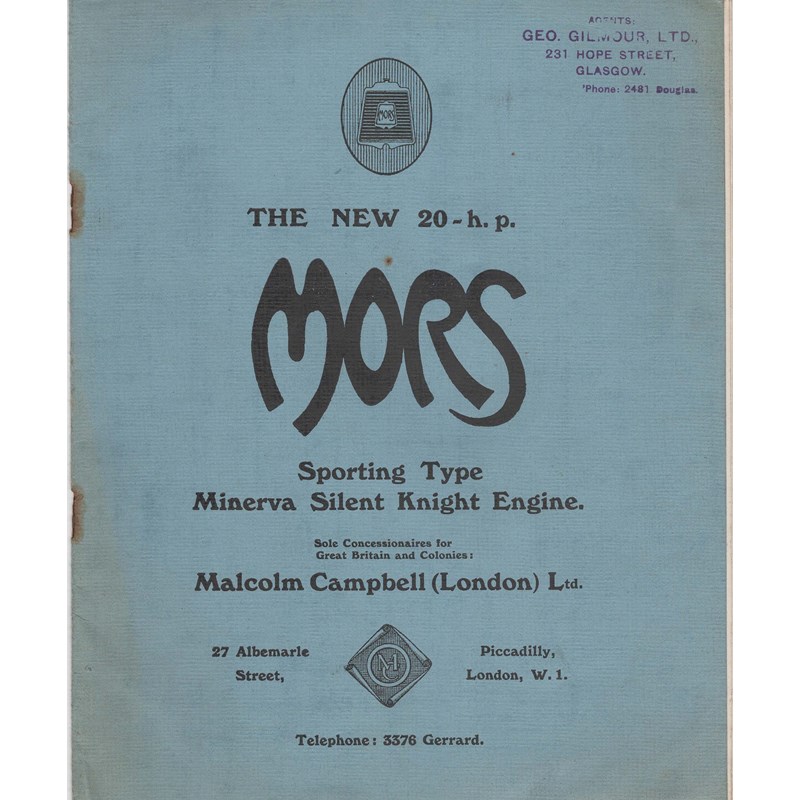 AGENTS:
GEO. GILMOUR, LTD.,
231 HOPE STREET,
GLASGOW.
'Phone: 2481 Douglas.
MORS
THE NEW 20-h.p.
MORS
Sporting Type
Minerva Silent Knight Engine.
Sole Concessionaires for
Great Britain and Colonies:
Malcolm Campbell (London) Ltd.
27 Albemarle
Street,
MC
Piccadilly,
London, W. 1.
Telephone: 3376 Gerrard.